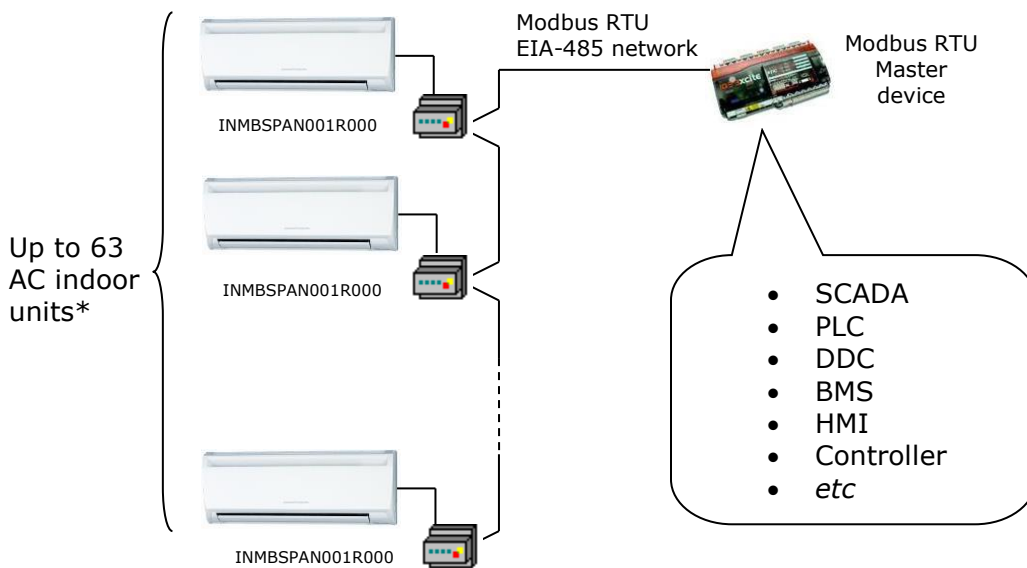 Modbus RTU
EIA-485 network
Modbus RTU
Master
device
INMBSPAN001R000
INMBSPAN001R000
Up to 63
AC indoor
units*
• SCADA
• PLC
• DDC
• BMS
• HMI
• Controller
• etc
INMBSPAN001R000